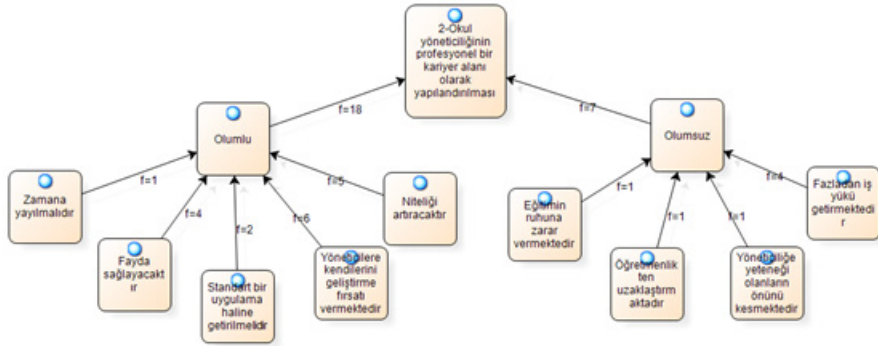 2-Okul
yöneticiliğinin
profesyonel bir
kariyer alanı
olarak
yapılandırılması
f=18
f=7
Olumlu
Olumsuz
f=1
f=4
f=2
f=6
f=5
f=1
f=1
f=1
f=4
Zamana
yayılmalıdır
Fayda
sağlayacakt
ır
Standart bir
uygulama
haline
getirilmelidir
Yöneticilere
kendilerini
geliştirme
fırsatı
vermektedir
Niteliği
artıracaktır
Eğitimin
ruhuna
zarar
vermektedir
Öğretmenlik
ten
uzaklaştırm
aktadır
Yöneticiliğe
yeteneği
olanların
önünü
kesmektedir
Fazladan iş
yükü
getirmektedi
r